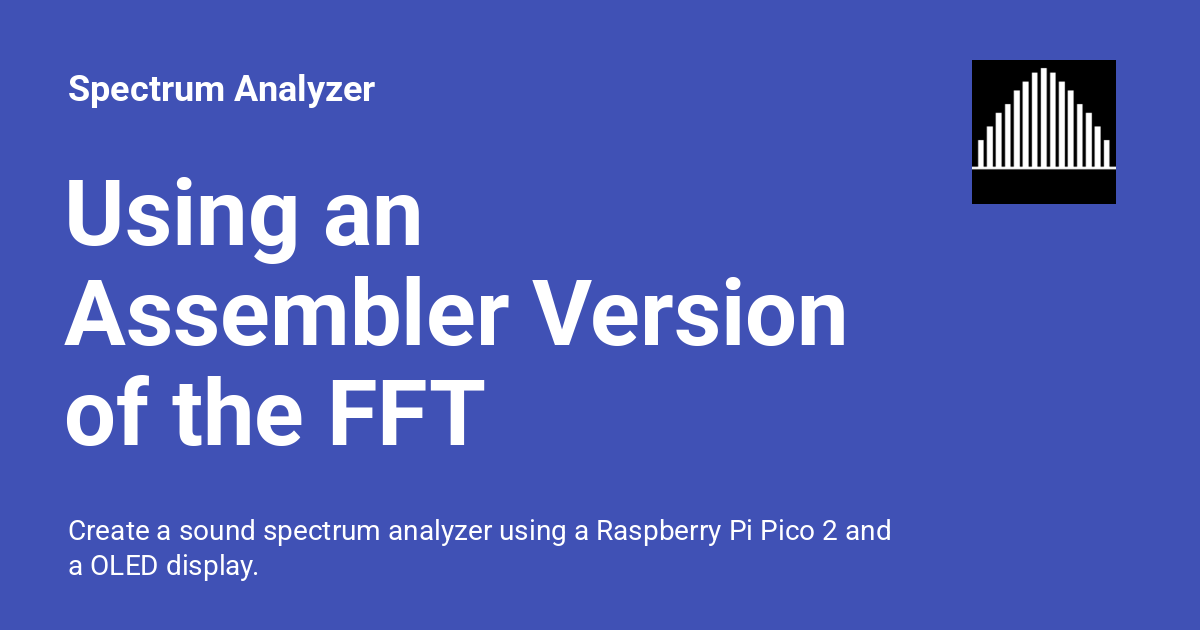 Spectrum Analyzer
Using an
Assembler Version
of the FFT
Create a sound spectrum analyzer using a Raspberry Pi Pico 2 and
a OLED display.